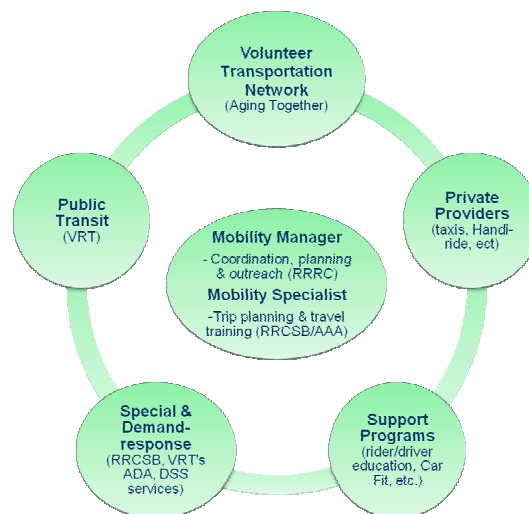 Volunteer
Transportation
Network
(Aging Together)
Public
Transit
(VRT)
Private
Providers
(taxis, Handi-
ride, ect)
Mobility Manager
- Coordination, planning
& outreach (RRRC)
Mobility Specialist
-Trip planning & travel
training (RRCSB/AAA)
Special &
Demand-
response
(RRCSB, VRT's
ADA, DSS
services)
Support
Programs
(rider/driver
education, Car
Fit, etc.)